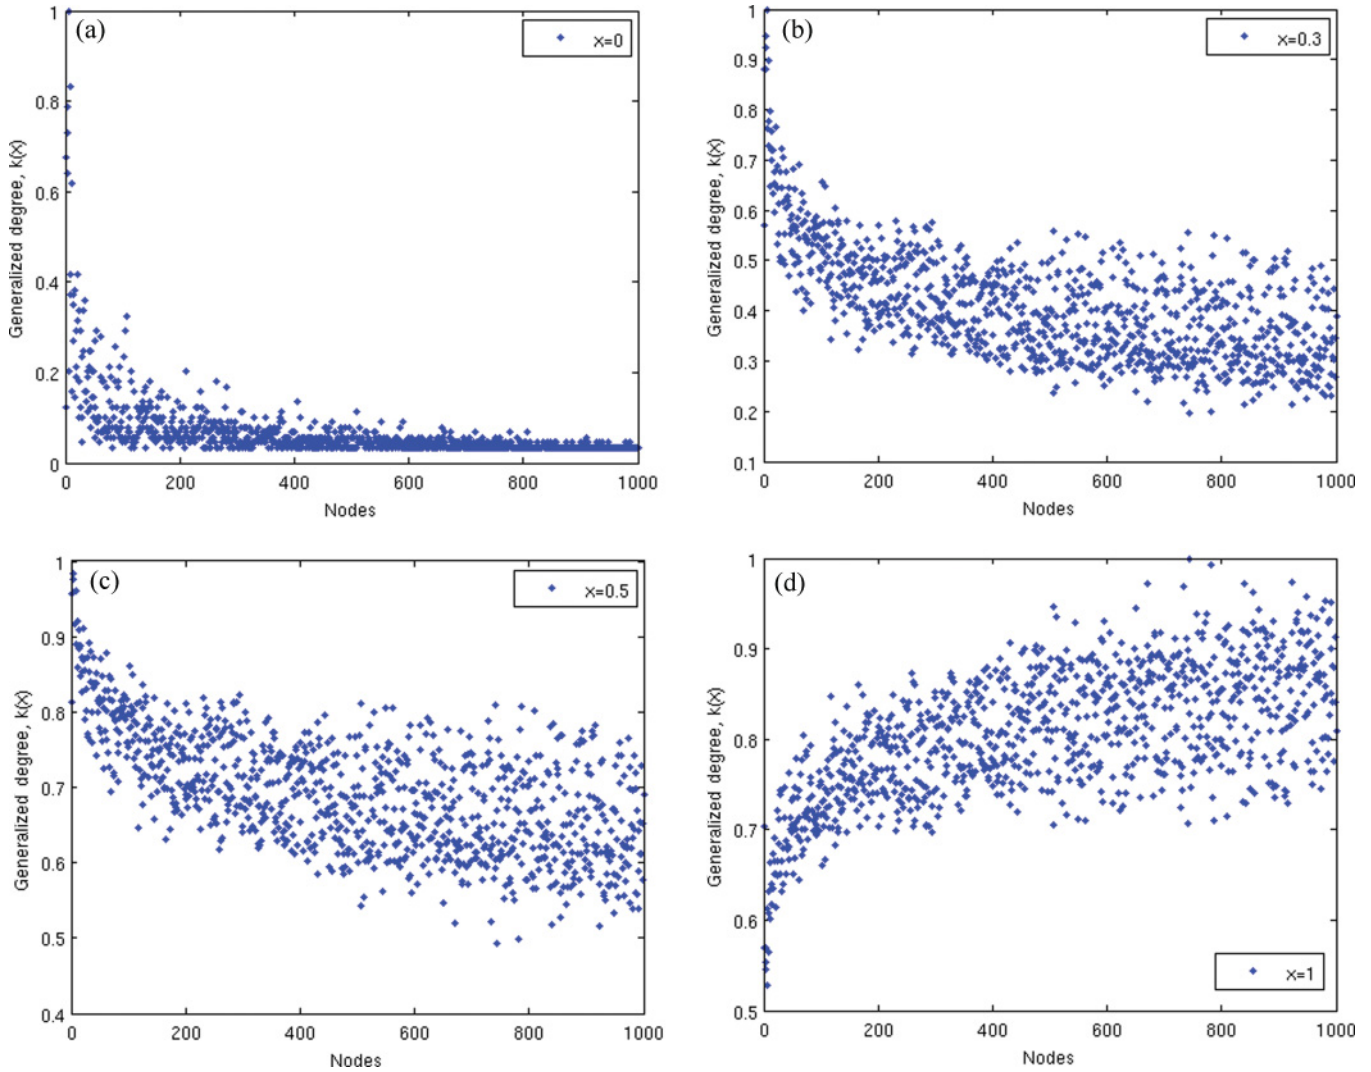 (a)
x=0
1
0.8
0.6
0.4
0.2
0
Generalized degree, k(x)
0 200 400 600 800 1000
Nodes
(b)
x=0.3
1
0.9
0.8
0.7
0.6
0.5
0.4
0.3
0.2
0.1
Generalized degree, k(x)
0 200 400 600 800 1000
Nodes
(c)
x=0.5
1
0.9
0.8
0.7
0.6
0.5
0.4
Generalized degree, k(x)
0 200 400 600 800 1000
Nodes
(d)
1
0.9
0.8
0.7
0.6
0.5
Generalized degree, k(x)
x=1
0 200 400 600 800 1000
Nodes